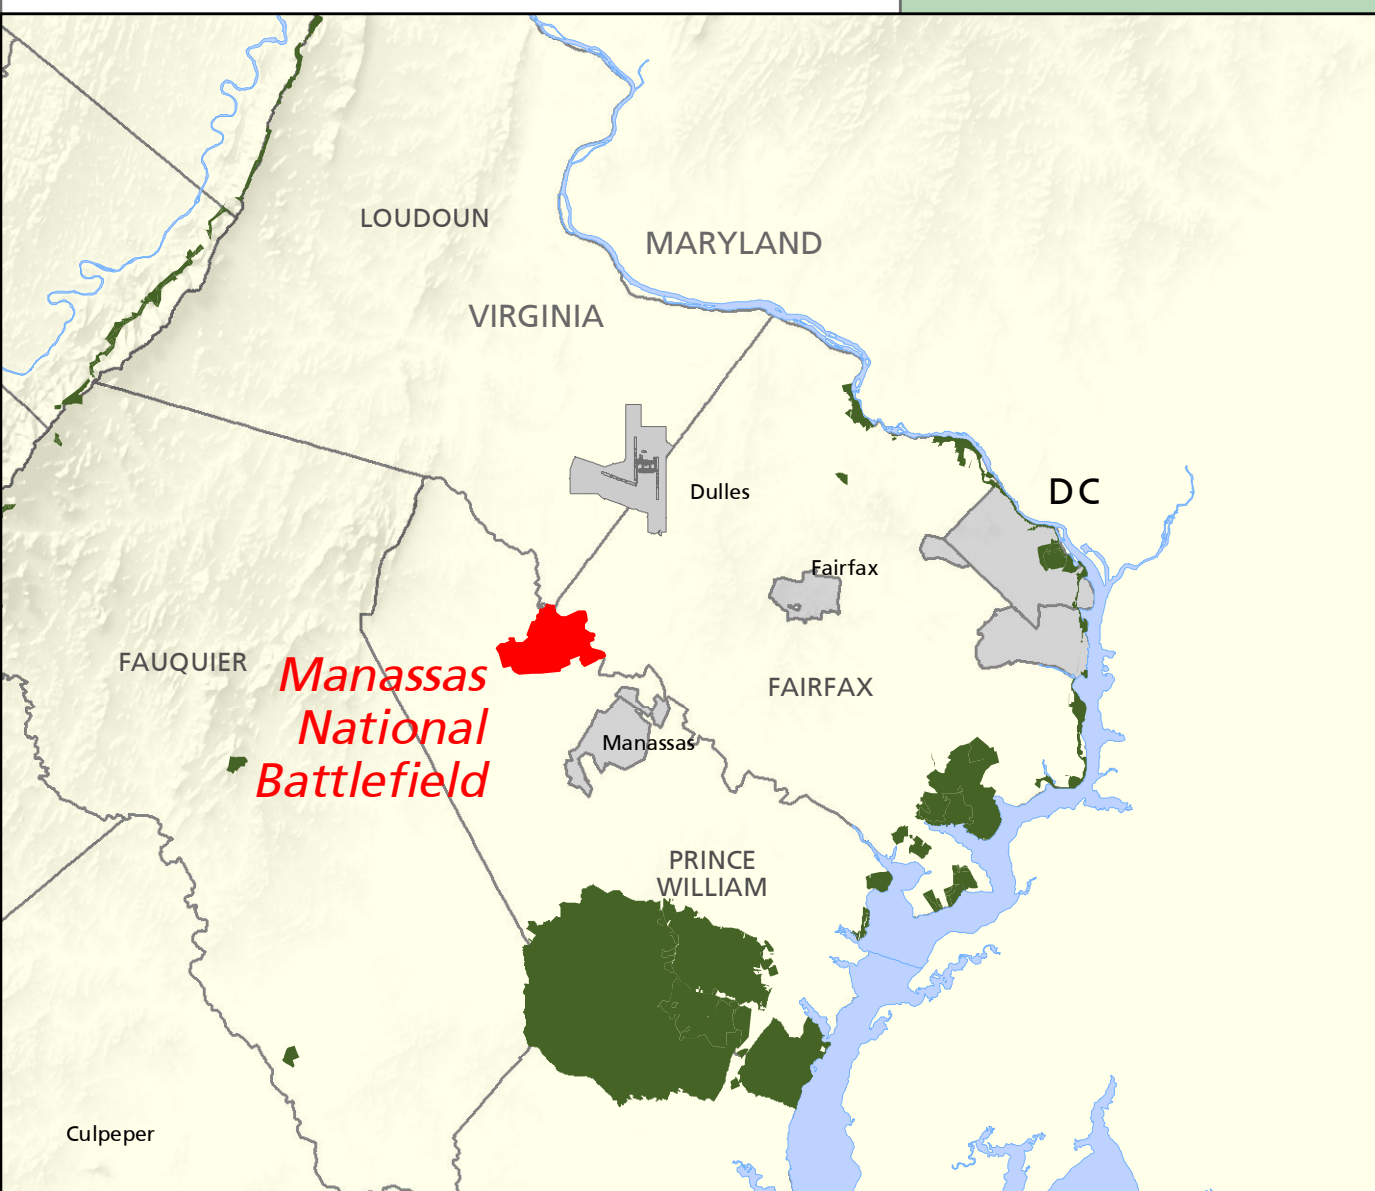 LOUDOUN
MARYLAND
VIRGINIA
Dulles
DC
Fairfax
FAUQUIER
Manassas
National
Battlefield
FAIRFAX
Manassas
PRINCE
WILLIAM
Culpeper